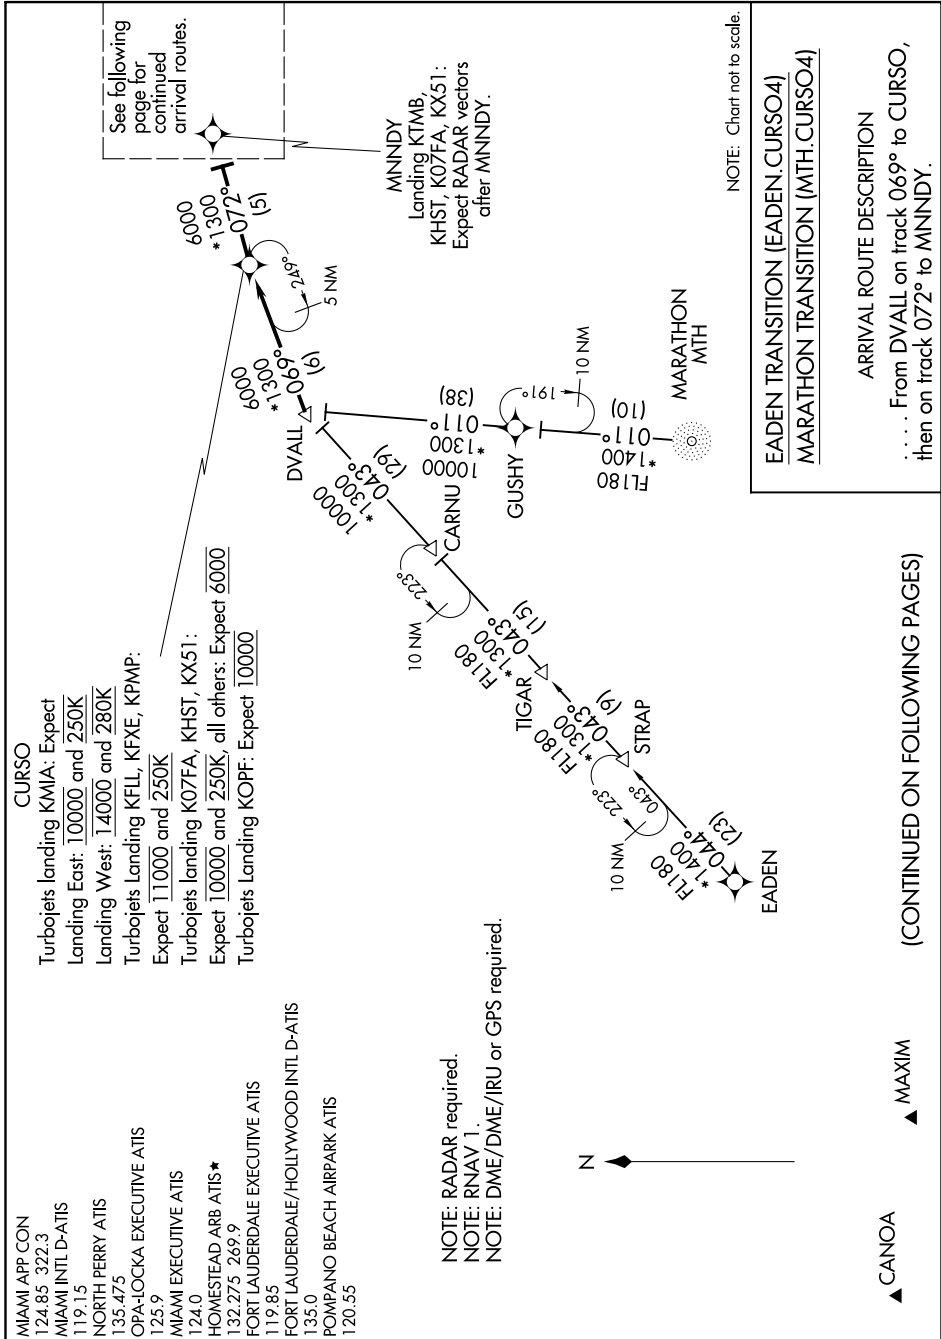 MIAMI APP CON
124.85 322.3
MIAMI INTL D-ATIS
119.15
NORTH PERRY ATIS
135.475
OPA-LOCKA EXECUTIVE ATIS
125.9
MIAMI EXECUTIVE ATIS
124.0
HOMESTEAD ARB ATIS★
132.275 269.9
FORT LAUDERDALE EXECUTIVE ATIS
119.85
FORT LAUDERDALE/HOLLYWOOD INTL D-ATIS
135.0
POMPANO BEACH AIRPARK ATIS
120.55
CURSO
Turbojets landing KMIA: Expect
Landing East: 10000 and 250K
Landing West: 14000 and 280K
Turbojets Landing KFLL, KFXE, KPMP:
Expect 11000 and 250K
Turbojets landing K07FA, KHST, KX51:
Expect 10000 and 250K, all others: Expect 6000
Turbojets Landing KOPF: Expect 10000
See following
page for
continued
arrival routes.
6000
*1300
072°
(5)
249°
5 NM
MNNDY
Landing KTMB,
KHST, K07FA, KX51:
Expect RADAR vectors
after MNNDY.
6000
*1300
069°
(6)
DVALL
10000
*1300
043°
(29)
CARNU
223°
10 NM
10000
*1300
011°
(38)
GUSHY
191°
10 NM
FL180
*1400
011°
(10)
MARATHON
MTH
FL180
*1300
043°
(15)
TIGAR
FL180
*1300
043°
(9)
STRAP
223°
043°
10 NM
FL180
*1400
044°
(23)
EADEN
NOTE: RADAR required.
NOTE: RNAV 1.
NOTE: DME/DME/IRU or GPS required.
N
CANOA
MAXIM
(CONTINUED ON FOLLOWING PAGES)
NOTE: Chart not to scale.
EADEN TRANSITION (EADEN.CURSO4)
MARATHON TRANSITION (MTH.CURSO4)
ARRIVAL ROUTE DESCRIPTION
. . . . From DVALL on track 069° to CURSO,
then on track 072° to MNNDY.